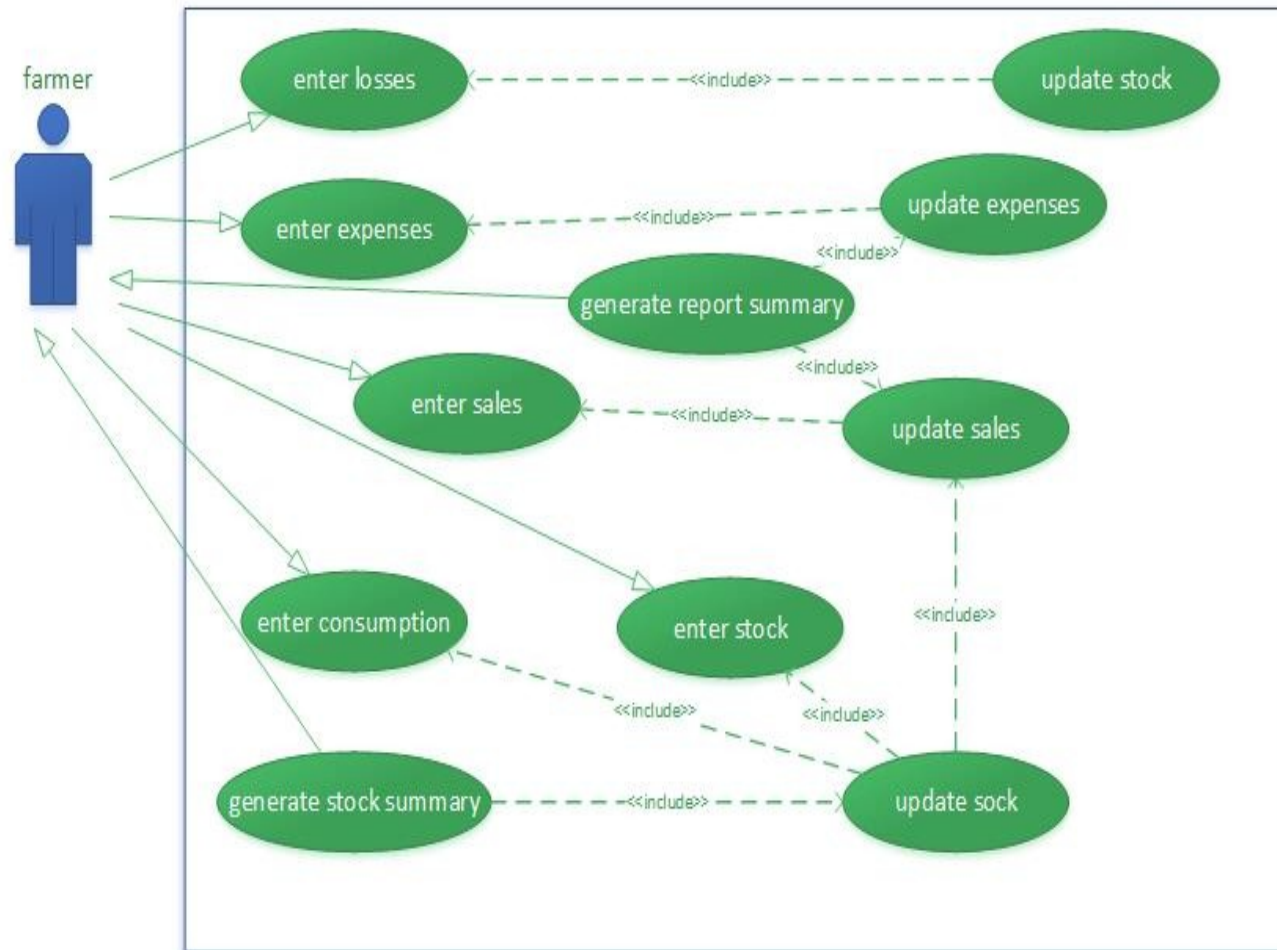 farmer
enter losses
<<include>>
update stock
enter expenses
<<include>>
update expenses
<<include>>
generate report summary
<<include>>
enter sales
<<include>>
update sales
enter consumption
enter stock
<<include>>
<<include>>
<<include>>
generate stock summary
<<include>>
update sock